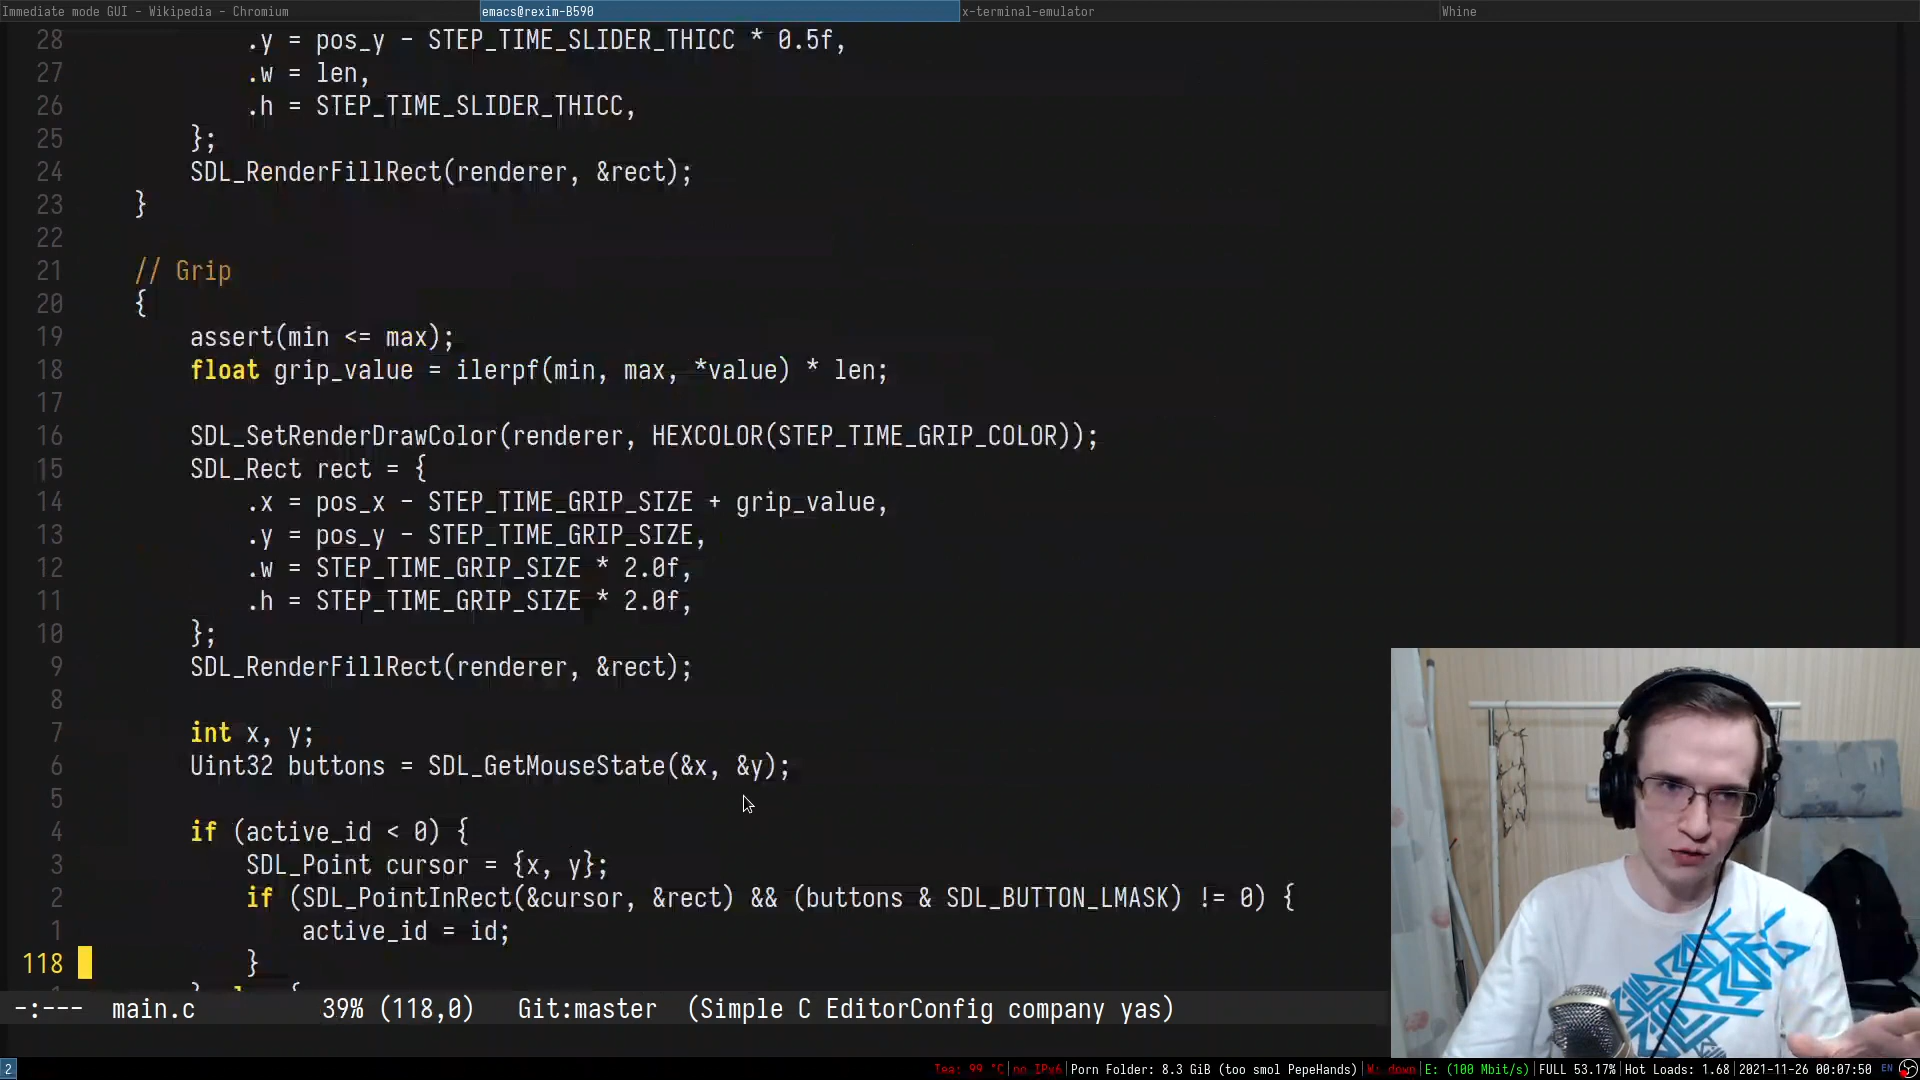 Immediate mode GUI - Wikipedia - Chromium emacs@rexim-B590 x-terminal-emulator Whine
28 .y = pos_y - STEP_TIME_SLIDER_THICC * 0.5f,
27 .w = len,
26 .h = STEP_TIME_SLIDER_THICC,
25 };
24 SDL_RenderFillRect(renderer, &rect);
23 }
22
21 // Grip
20 {
19 assert(min <= max);
18 float grip_value = ilerpf(min, max, *value) * len;
17
16 SDL_SetRenderDrawColor(renderer, HEXCOLOR(STEP_TIME_GRIP_COLOR));
15 SDL_Rect rect = {
14 .x = pos_x - STEP_TIME_GRIP_SIZE + grip_value,
13 .y = pos_y - STEP_TIME_GRIP_SIZE,
12 .w = STEP_TIME_GRIP_SIZE * 2.0f,
11 .h = STEP_TIME_GRIP_SIZE * 2.0f,
10 };
9 SDL_RenderFillRect(renderer, &rect);
8
7 int x, y;
6 Uint32 buttons = SDL_GetMouseState(&x, &y);
5
4 if (active_id < 0) {
3 SDL_Point cursor = {x, y};
2 if (SDL_PointInRect(&cursor, &rect) && (buttons & SDL_BUTTON_LMASK) != 0) {
1 active_id = id;
118 }
-:--- main.c 39% (118,0) Git:master (Simple C EditorConfig company yas)
2 Tea: 99 °C|no IPv6|Porn Folder: 8.3 GiB (too smol PepeHands)|W: down|E: (100 Mbit/s)|FULL 53.17%|Hot Loads: 1.68|2021-11-26 00:07:50 EN